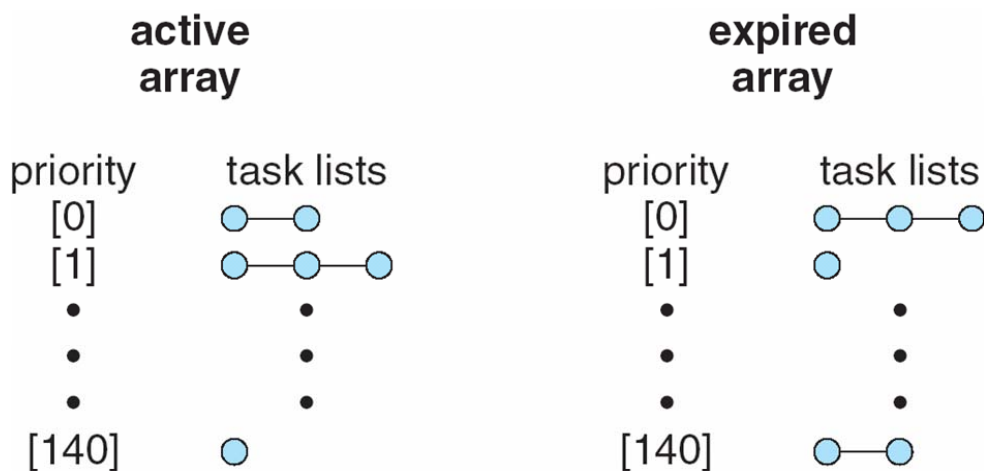 active
array
expired
array
priority task lists
[0]
[1]
[140]
priority task lists
[0]
[1]
[140]